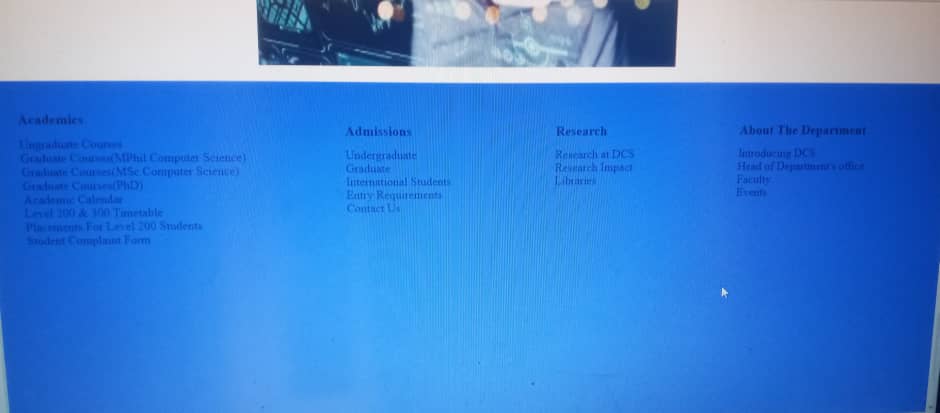 Academics
Ungraduate Courses
Graduate Courses(MPhil Computer Science)
Graduate Courses(MSc Computer Science)
Graduate Courses(PhD)
Academic Calendar
Level 200 & 300 Timetable
Placements For Level 200 Students
Student Complaint Form
Admissions
Undergraduate
Graduate
International Students
Entry Requirements
Contact Us
Research
Research at DCS
Research Impact
Libraries
About The Department
Introducing DCS
Head of Department's office
Faculty
Events